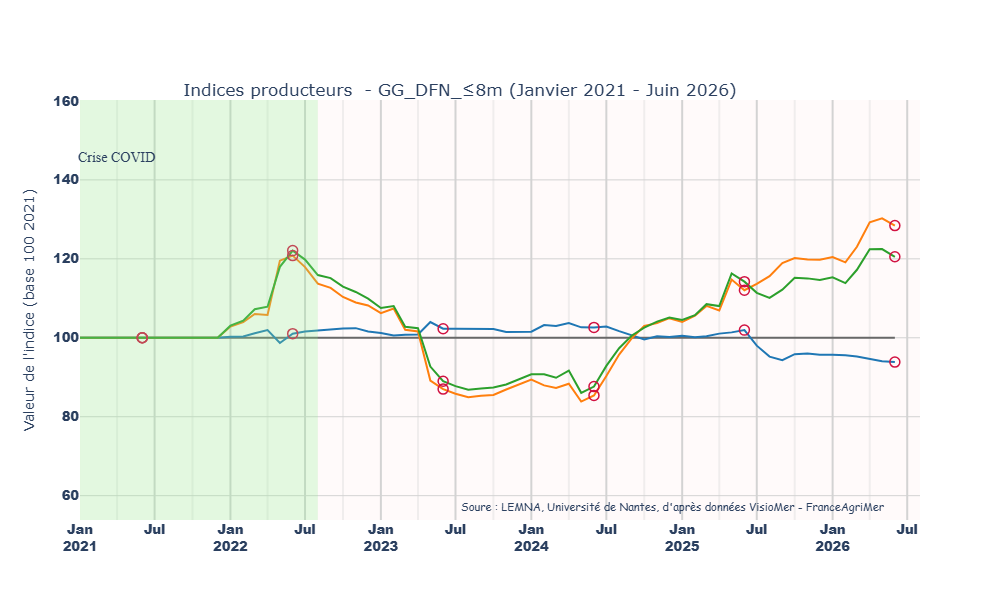 Indices producteurs  - GG_DFN_≤8m (Janvier 2021 - Juin 2026)
Valeur de l'indice (base 100 2021)
160
Crise COVID
140
120
100
80
60
Soure : LEMNA, Université de Nantes, d'après données VisioMer - FranceAgriMer
Jan Jul Jan Jul Jan Jul Jan Jul Jan Jul Jan Jul
2021 2022 2023 2024 2025 2026